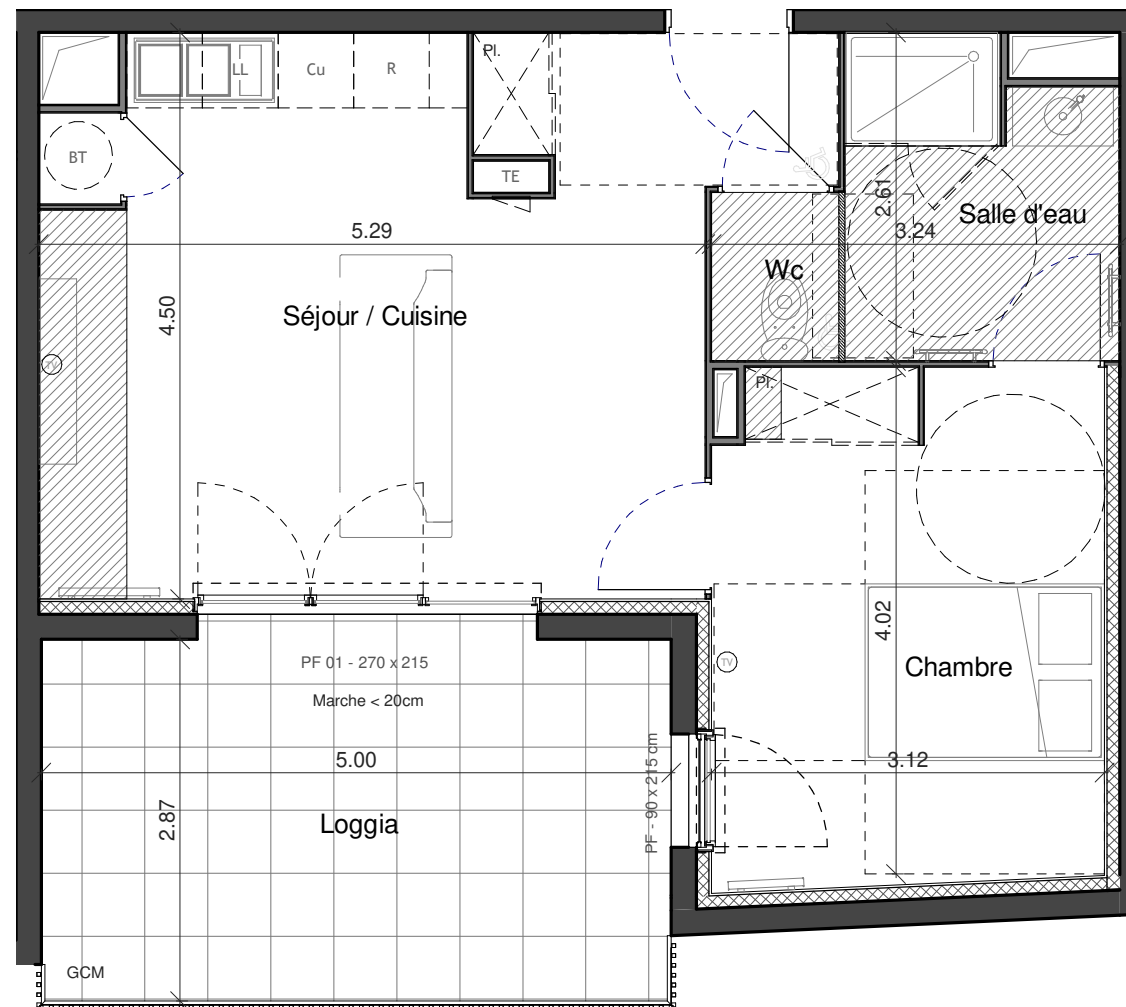 Pl.
LL
Cu
R
BT
TE
2.61
Salle d'eau
5.29
3.24
Wc
4.50
Séjour / Cuisine
TV
Pl.
4.02
PF 01 - 270 x 215
TV
Chambre
Marche < 20cm
5.00
PF - 90 x 215 cm
3.12
2.87
Loggia
GCM